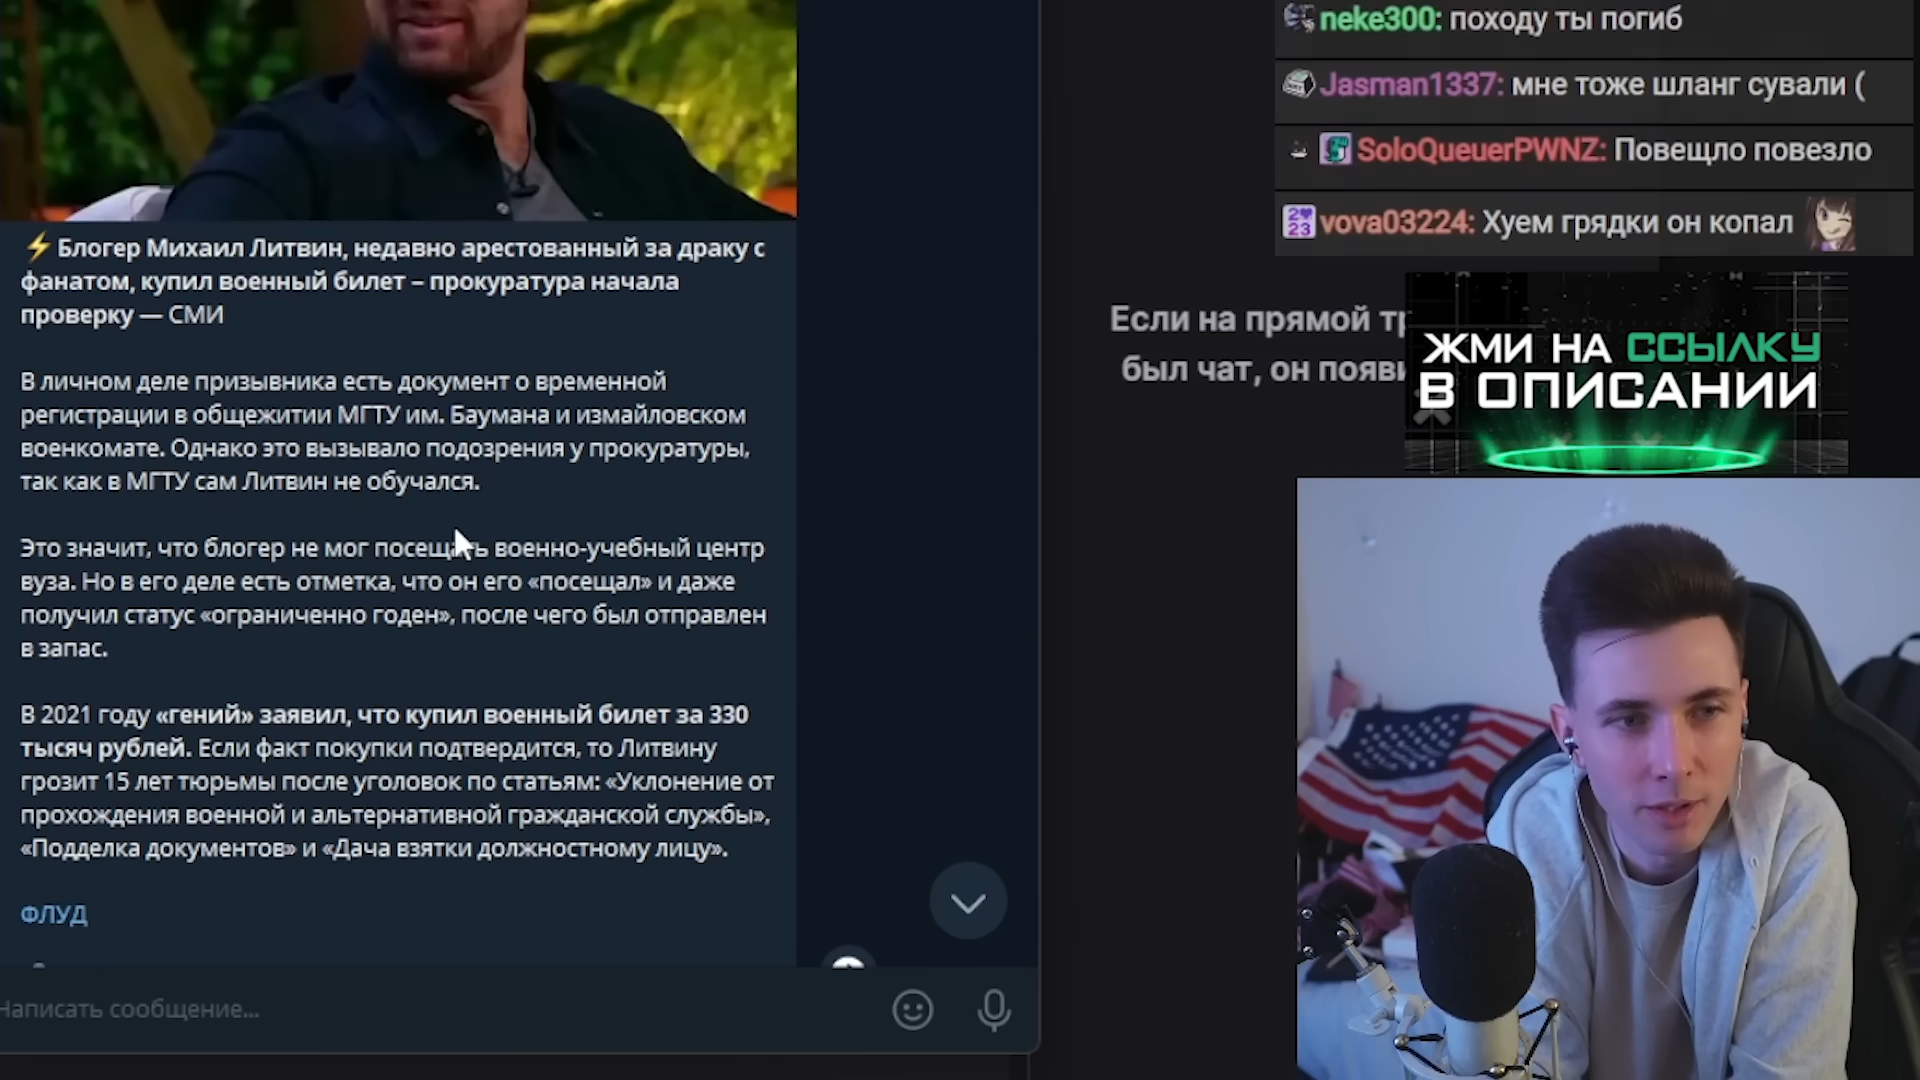 ⚡Блогер Михаил Литвин, недавно арестованный за драку с
фанатом, купил военный билет – прокуратура начала
проверку — СМИ
В личном деле призывника есть документ о временной
регистрации в общежитии МГТУ им. Баумана и измайловском
военкомате. Однако это вызывало подозрения у прокуратуры,
так как в МГТУ сам Литвин не обучался.
Это значит, что блогер не мог посещать военно-учебный центр
вуза. Но в его деле есть отметка, что он его «посещал» и даже
получил статус «ограниченно годен», после чего был отправлен
в запас.
В 2021 году «гений» заявил, что купил военный билет за 330
тысяч рублей. Если факт покупки подтвердится, то Литвину
грозит 15 лет тюрьмы после уголовок по статьям: «Уклонение от
прохождения военной и альтернативной гражданской службы»,
«Подделка документов» и «Дача взятки должностному лицу».
ФЛУД
Написать сообщение...
neke300: походу ты погиб
Jasman1337: мне тоже шланг сували (
SoloQueuerPWNZ: Повещло повезло
2♥23 vova03224: Хуем грядки он копал
Если на прямой
был чат, он
ЖМИ НА ССЫЛКУ
В ОПИСАНИИ